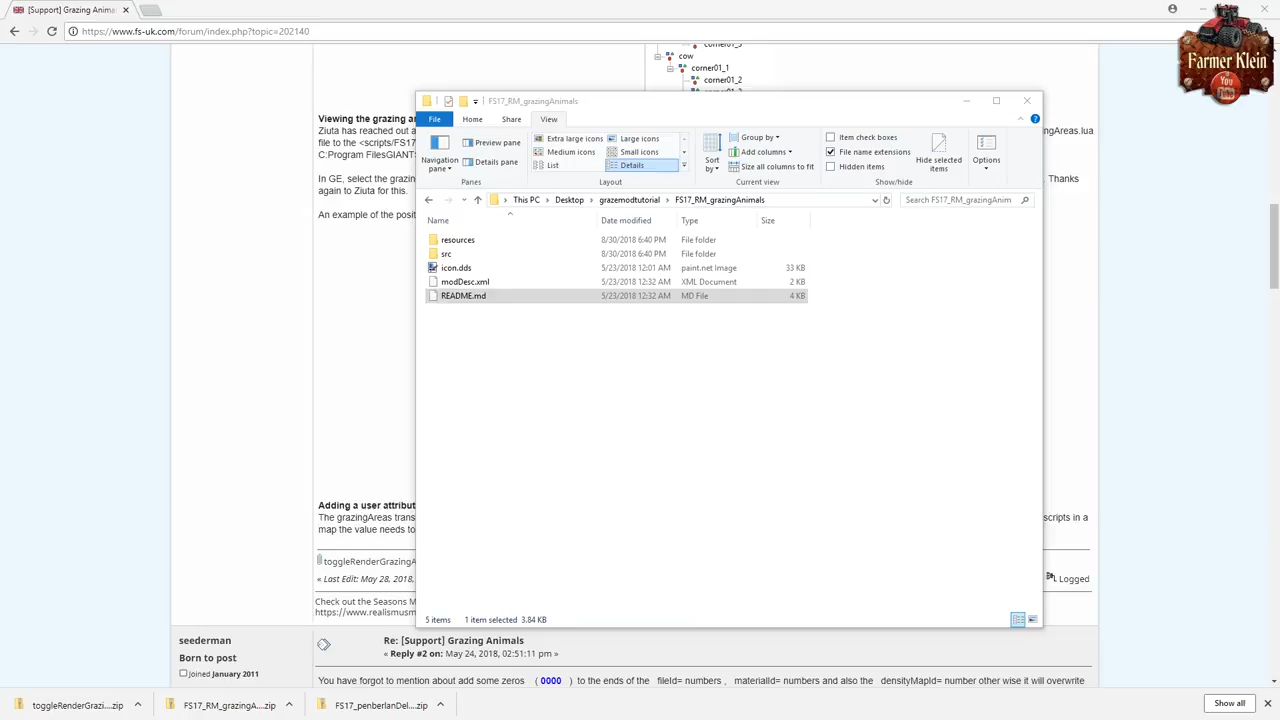 [Support] Grazing Anima
https://www.fs-uk.com/forum/index.php?topic=202140
Farmer Klein
You
Tube
cow
corner01_1
corner01_2
FS17_RM_grazingAnimals
File
Home
Share
View
Navigation
pane
Preview pane
Details pane
Panes
Extra large icons
Large icons
Medium icons
Small icons
List
Details
Layout
Sort
by
Group by
Add columns
Size all columns to fit
Current view
Item check boxes
File name extensions
Hidden items
Hide selected
items
Show/hide
Options
This PC
Desktop
grazemodtutorial
FS17_RM_grazingAnimals
Search FS17_RM_grazingAnim
Name
Date modified
Type
Size
resources 8/30/2018 6:40 PM File folder
src 8/30/2018 6:40 PM File folder
icon.dds 5/23/2018 12:01 AM paint.net Image 33 KB
modDesc.xml 5/23/2018 12:32 AM XML Document 2 KB
README.md 5/23/2018 12:32 AM MD File 4 KB
5 items 1 item selected 3.84 KB
Viewing the grazing ar
Ziuta has reached out a
ngAreas.lua
file to the <scripts/FS17
C:Program FilesGIANT
In GE, select the grazin
Thanks
again to Ziuta for this.
An example of the posit
Adding a user attribut
The grazingAreas trans
scripts in a
map the value needs to
toggleRenderGrazingA
« Last Edit: May 28, 2018,
Logged
Check out the Seasons M
https://www.realismusm
seederman
Born to post
Joined January 2011
Re: [Support] Grazing Animals
« Reply #2 on: May 24, 2018, 02:51:11 pm »
You have forgot to mention about add some zeros ( 0000 ) to the ends of the fileId= numbers , materialId= numbers and also the densityMapId= number other wise it will overwrite
toggleRenderGrazi....zip
FS17_RM_grazingA....zip
FS17_penberlanDel....zip
Show all